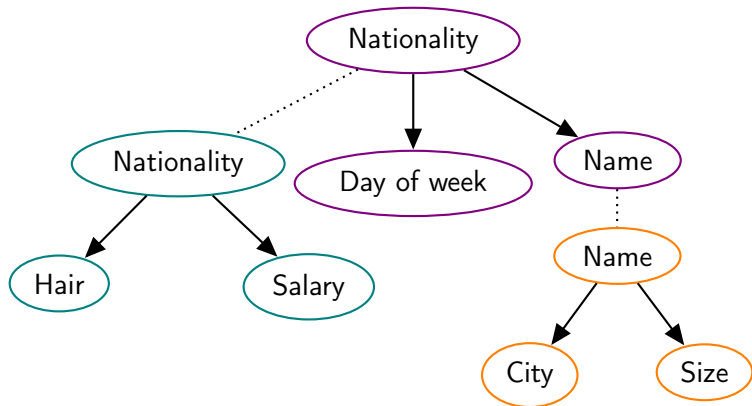 Nationality
Nationality
Day of week
Name
Hair
Salary
Name
City
Size